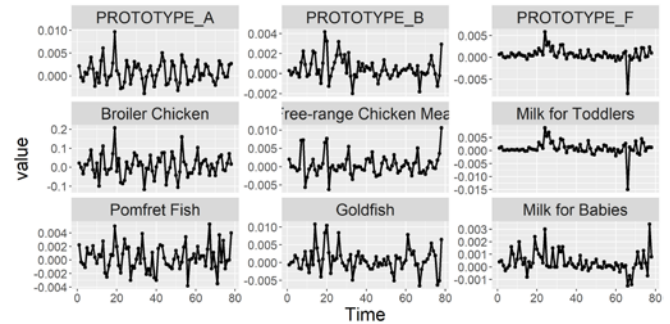 PROTOTYPE_A PROTOTYPE_B PROTOTYPE_F
0.010 0.004 0.005
0.005 0.002 0.000
0.000 0.000 -0.005
-0.002
Broiler Chicken Free-range Chicken Mea Milk for Toddlers
0.2 0.010 0.005
0.1 0.005 0.000
0.0 0.000 -0.005
-0.1 -0.005 -0.010
-0.015
value
Pomfret Fish Goldfish Milk for Babies
0.004 0.010 0.003
0.002 0.005 0.002
0.000 0.000 0.001
-0.002 -0.005 0.000
-0.004 -0.001
0 20 40 60 80 0 20 40 60 80 0 20 40 60 80
Time